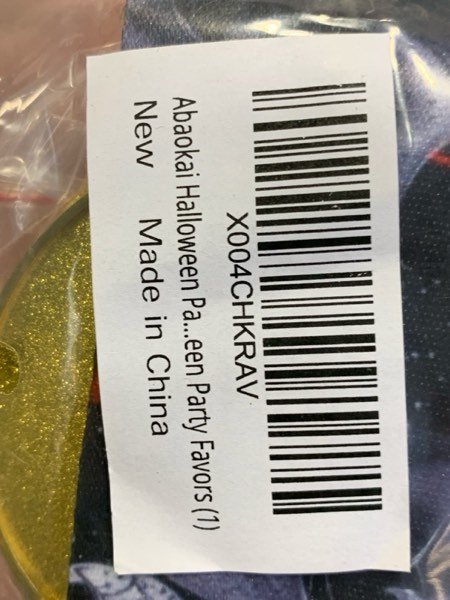 X004CHKRAV
Abaokai Halloween Pa...een Party Favors (1)
New Made in China